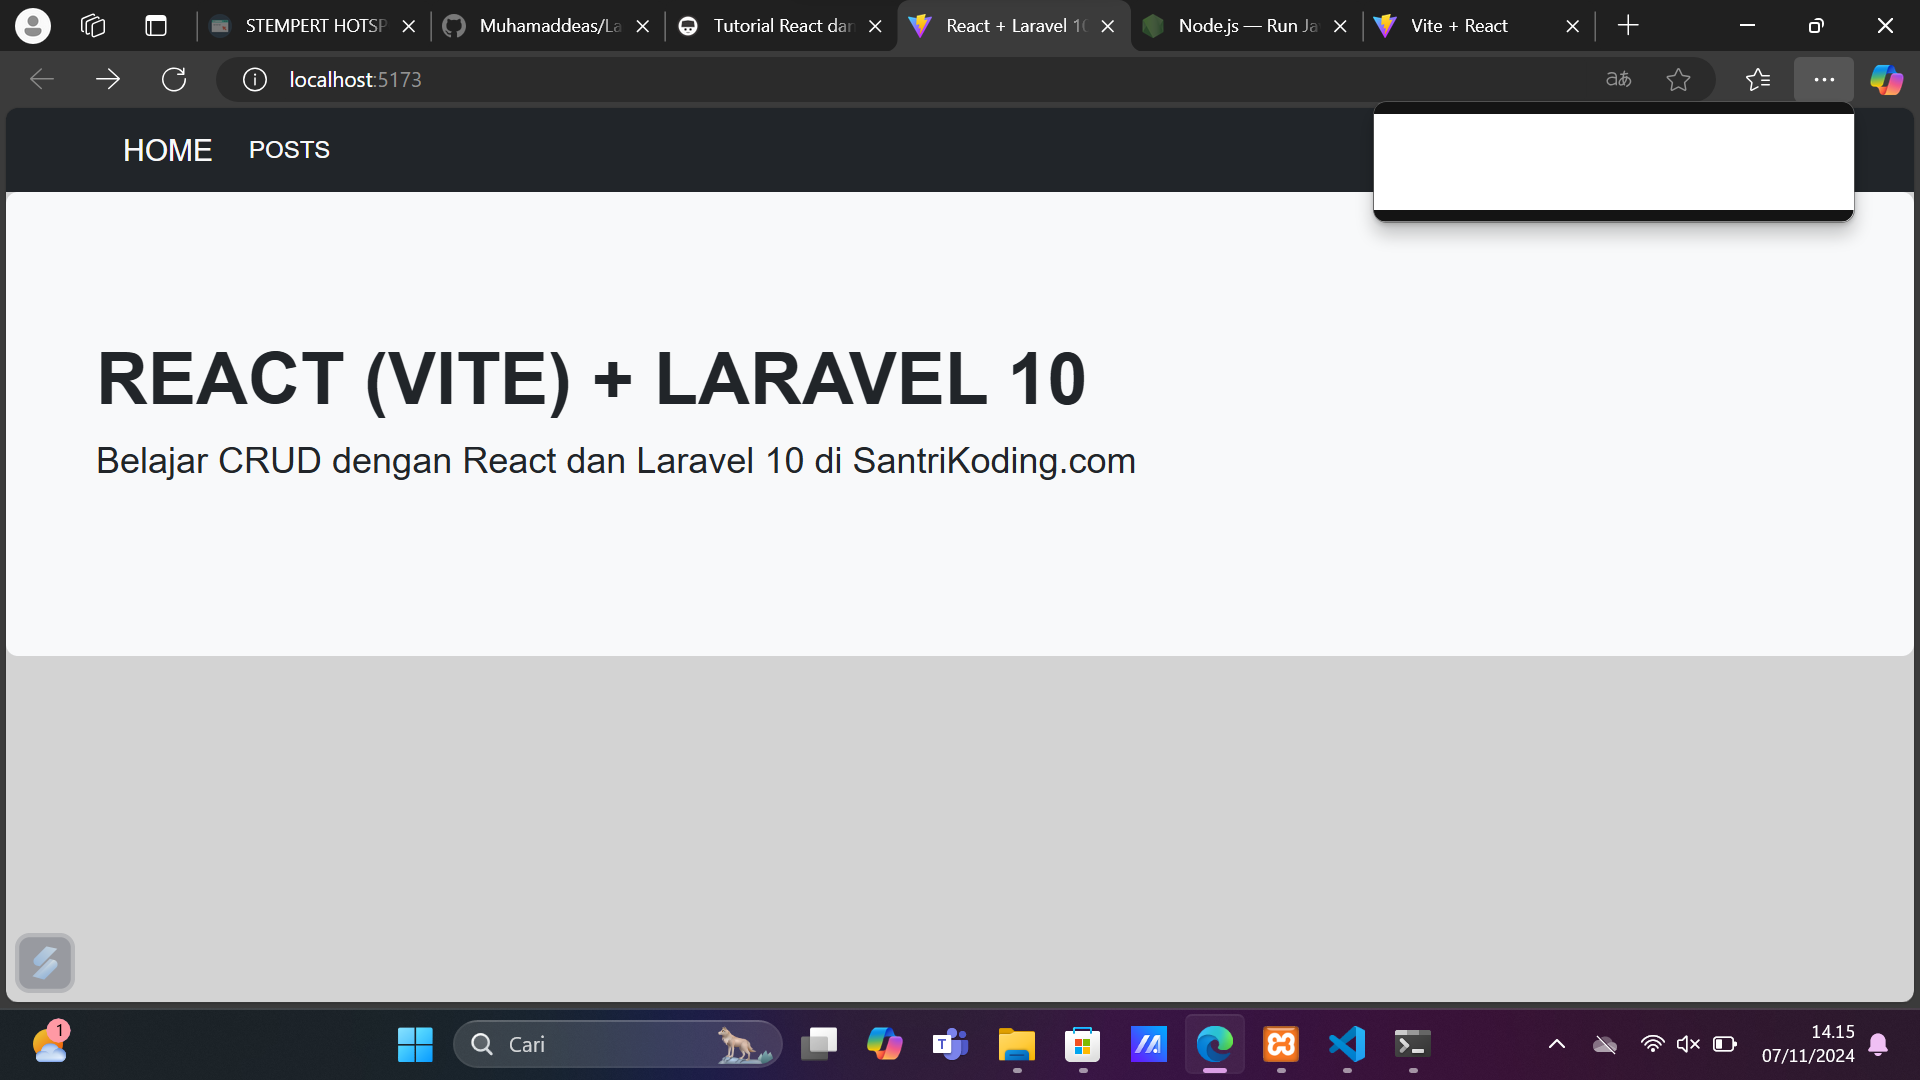 STEMPERT HOTSP
Muhamaddeas/La
Tutorial React dan
React + Laravel 10
Node.js — Run Ja
Vite + React
localhost:5173
HOME
POSTS
REACT (VITE) + LARAVEL 10
Belajar CRUD dengan React dan Laravel 10 di SantriKoding.com
1
Cari
14.15
07/11/2024